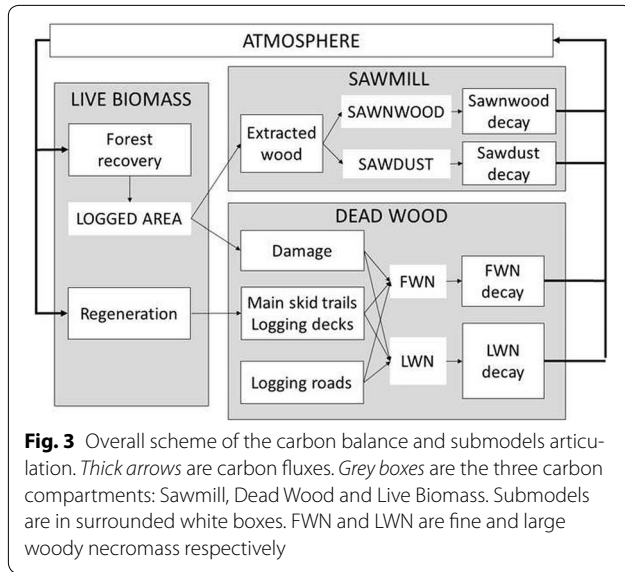 ATMOSPHERE
LIVE BIOMASS
Forest
recovery
LOGGED AREA
Regeneration
SAWMILL
Extracted
wood
SAWNWOOD
Sawnwood
decay
SAWDUST
Sawdust
decay
DEAD WOOD
Damage
Main skid trails
Logging decks
Logging roads
FWN
FWN
decay
LWN
LWN
decay
Fig. 3 Overall scheme of the carbon balance and submodels articu-
lation. Thick arrows are carbon fluxes. Grey boxes are the three carbon
compartments: Sawmill, Dead Wood and Live Biomass. Submodels
are in surrounded white boxes. FWN and LWN are fine and large
woody necromass respectively